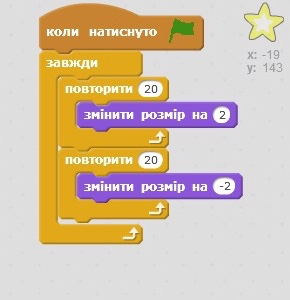 коли натиснуто
завжди
повторити 20
змінити розмір на 2
повторити 20
змінити розмір на -2
x: -19
y: 143